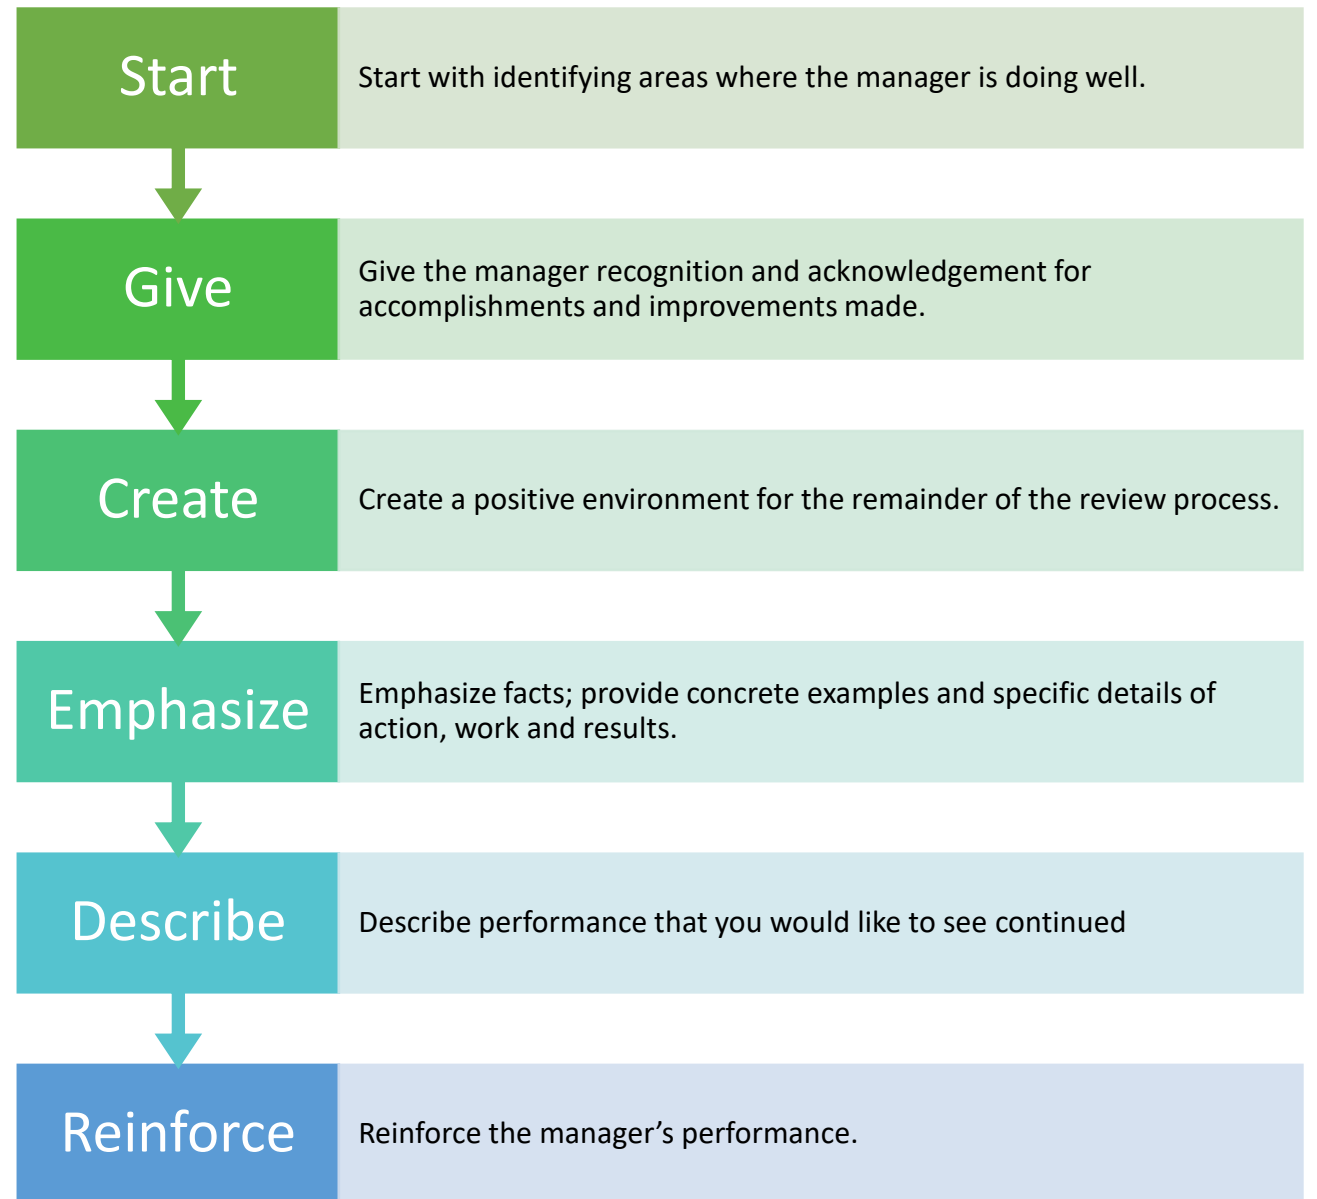 Start
Start with identifying areas where the manager is doing well.
Give
Give the manager recognition and acknowledgement for
accomplishments and improvements made.
Create
Create a positive environment for the remainder of the review process.
Emphasize
Emphasize facts; provide concrete examples and specific details of
action, work and results.
Describe
Describe performance that you would like to see continued
Reinforce
Reinforce the manager’s performance.